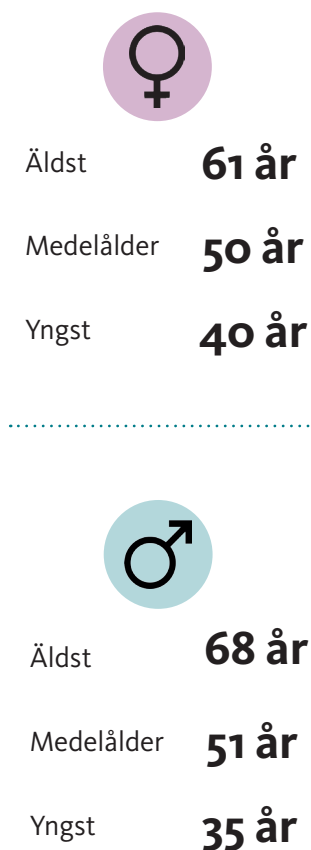 Äldst 61 år
Medelålder 50 år
Yngst 40 år
Äldst 68 år
Medelålder 51 år
Yngst 35 år